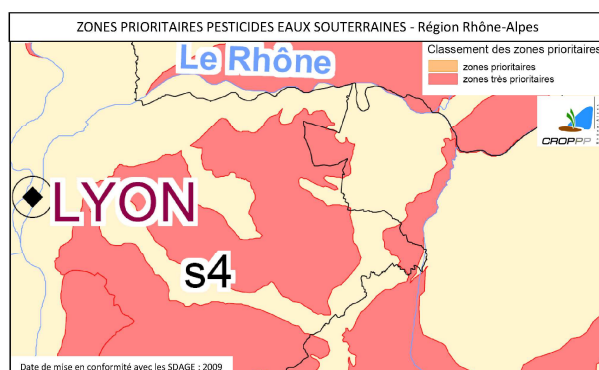 ZONES PRIORITAIRES PESTICIDES EAUX SOUTERRAINES - Région Rhône-Alpes
Le Rhône
Classement des zones prioritaires
zones prioritaires
zones très prioritaires
CROPPP
LYON
s4
Date de mise en conformité avec les SDAGE : 2009